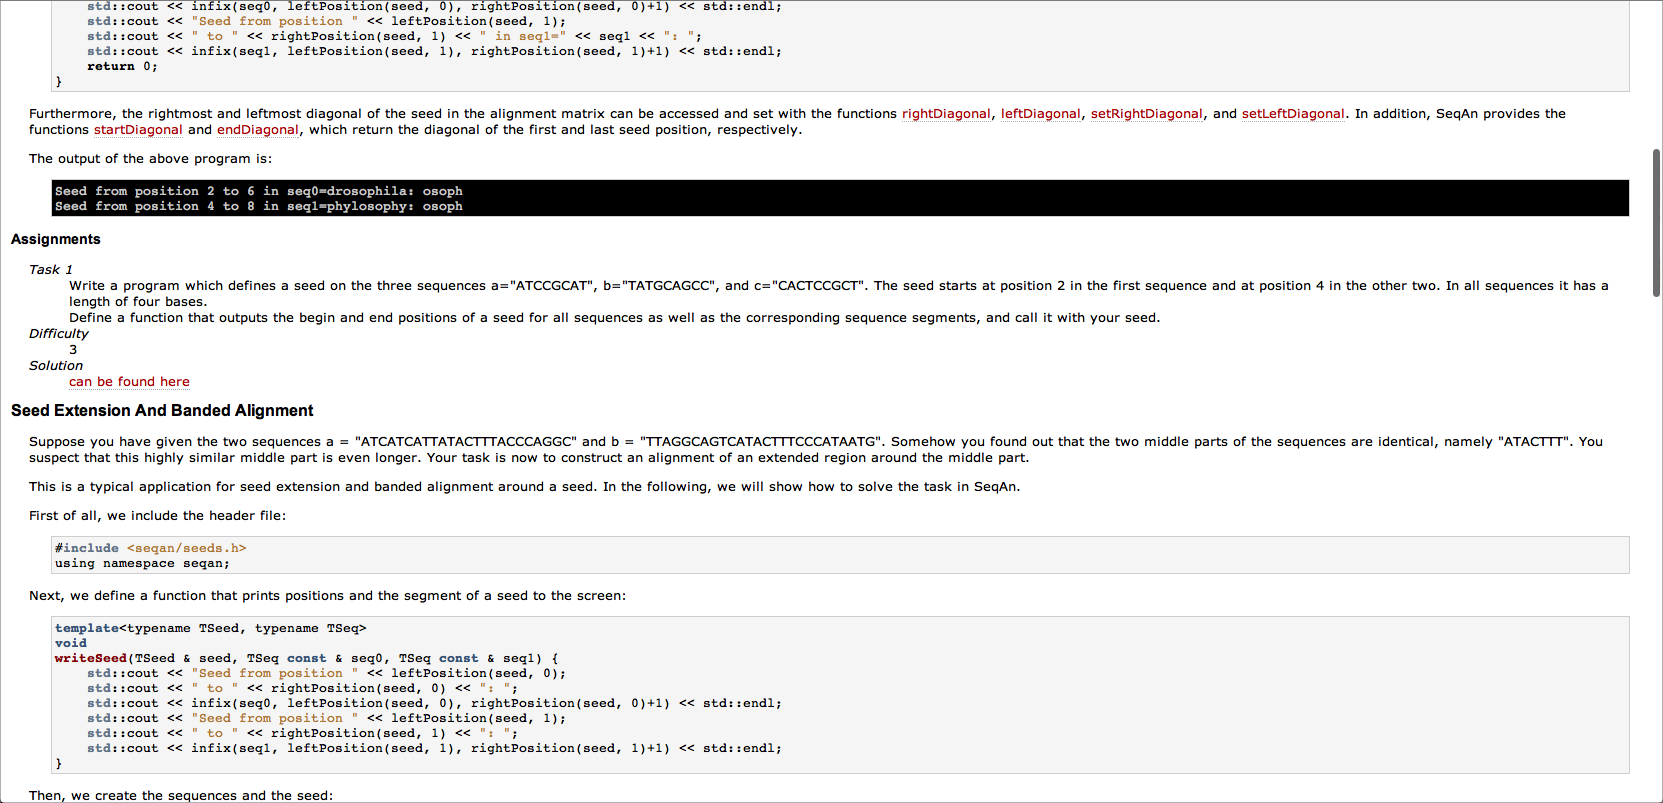 std::cout << infix(seq0, leftPosition(seed, 0), rightPosition(seed, 0)+1) << std::endl;
std::cout << "Seed from position " << leftPosition(seed, 1);
std::cout << " to " << rightPosition(seed, 1) << " in seq1=" << seq1 << ": ";
std::cout << infix(seq1, leftPosition(seed, 1), rightPosition(seed, 1)+1) << std::endl;
return 0;
}
Furthermore, the rightmost and leftmost diagonal of the seed in the alignment matrix can be accessed and set with the functions rightDiagonal, leftDiagonal, setRightDiagonal, and setLeftDiagonal. In addition, SeqAn provides the
functions startDiagonal and endDiagonal, which return the diagonal of the first and last seed position, respectively.
The output of the above program is:
Seed from position 2 to 6 in seq0=drosophila: osoph
Seed from position 4 to 8 in seq1=phylosophy: osoph
Assignments
Task 1
Write a program which defines a seed on the three sequences a="ATCCGCAT", b="TATGCAGCC", and c="CACTCCGCT". The seed starts at position 2 in the first sequence and at position 4 in the other two. In all sequences it has a
length of four bases.
Define a function that outputs the begin and end positions of a seed for all sequences as well as the corresponding sequence segments, and call it with your seed.
Difficulty
3
Solution
can be found here
Seed Extension And Banded Alignment
Suppose you have given the two sequences a = "ATCATCATTATACTTTACCCAGGC" and b = "TTAGGCAGTCATACTTTCCCATAATG". Somehow you found out that the two middle parts of the sequences are identical, namely "ATACTTT". You
suspect that this highly similar middle part is even longer. Your task is now to construct an alignment of an extended region around the middle part.
This is a typical application for seed extension and banded alignment around a seed. In the following, we will show how to solve the task in SeqAn.
First of all, we include the header file:
#include <seqan/seeds.h>
using namespace seqan;
Next, we define a function that prints positions and the segment of a seed to the screen:
template<typename TSeed, typename TSeq>
void
writeSeed(TSeed & seed, TSeq const & seq0, TSeq const & seq1) {
std::cout << "Seed from position " << leftPosition(seed, 0);
std::cout << " to " << rightPosition(seed, 0) << ": ";
std::cout << infix(seq0, leftPosition(seed, 0), rightPosition(seed, 0)+1) << std::endl;
std::cout << "Seed from position " << leftPosition(seed, 1);
std::cout << " to " << rightPosition(seed, 1) << ": ";
std::cout << infix(seq1, leftPosition(seed, 1), rightPosition(seed, 1)+1) << std::endl;
}
Then, we create the sequences and the seed: